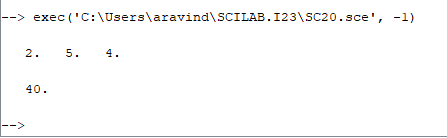 --> exec('C:\Users\aravind\SCILAB.I23\SC20.sce', -1)
2. 5. 4.
40.
-->